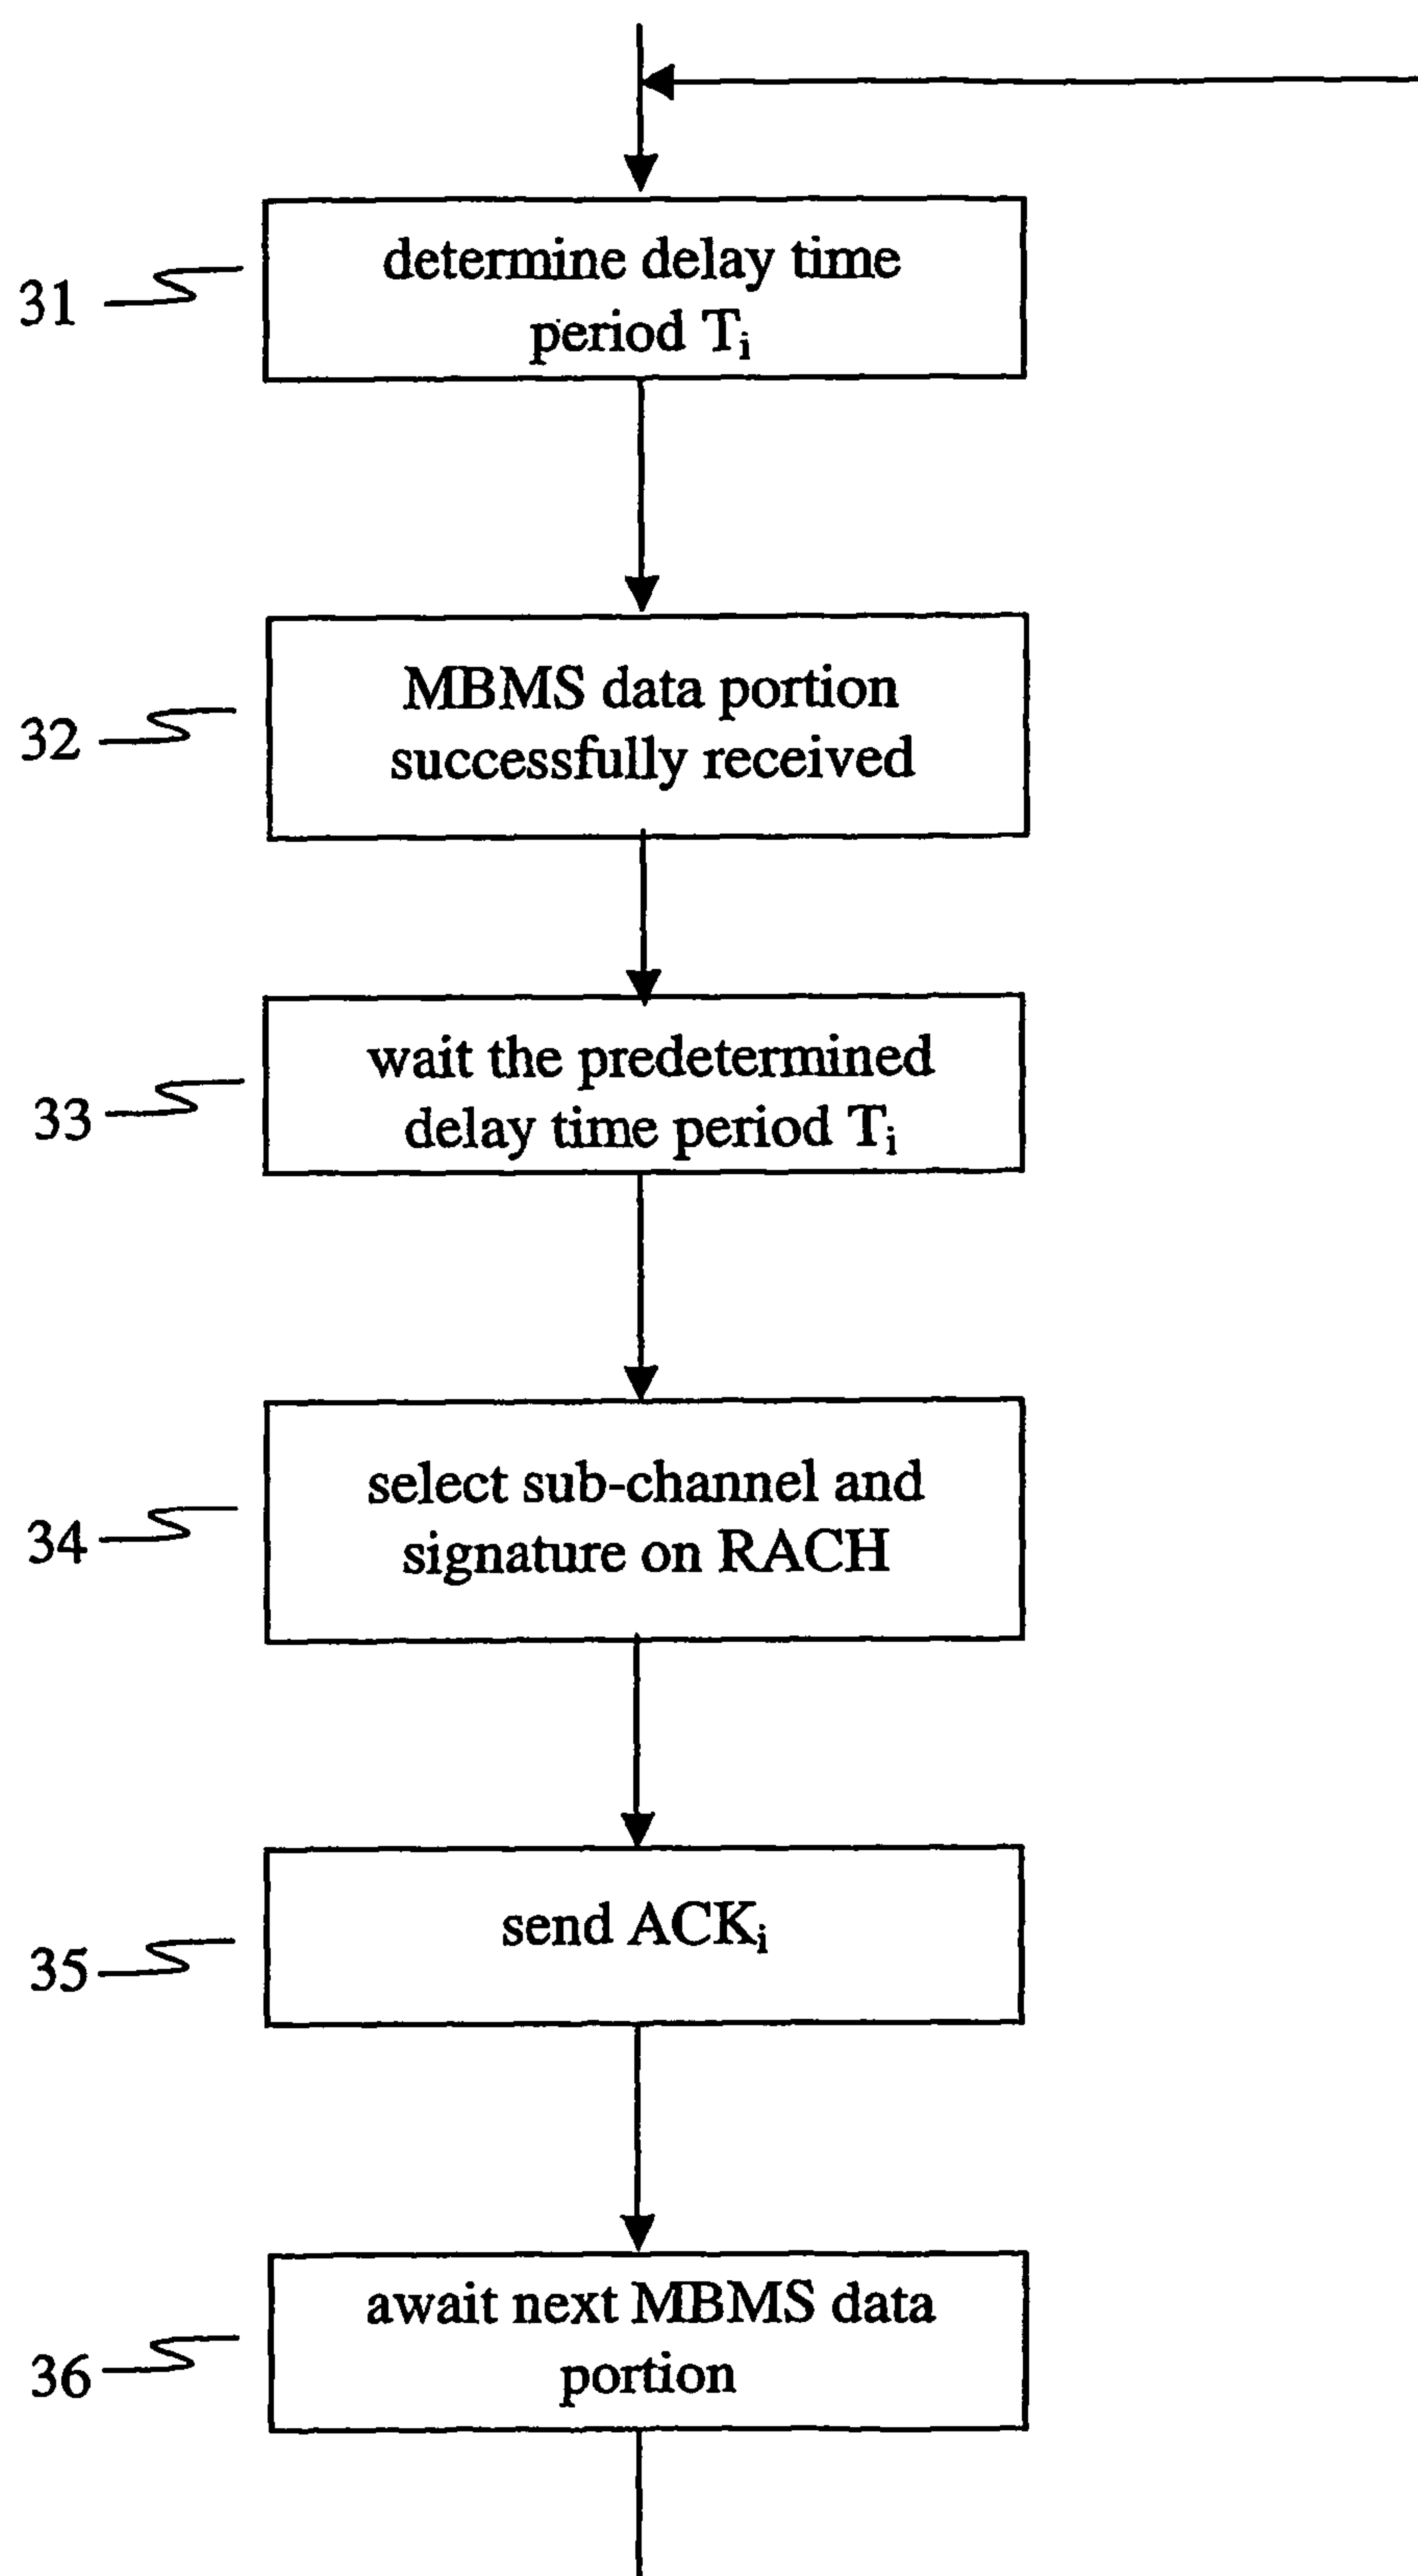 31
determine delay time
period Ti
32
MBMS data portion
successfully received
33
wait the predetermined
delay time period Ti
34
select sub-channel and
signature on RACH
35
send ACKi
36
await next MBMS data
portion